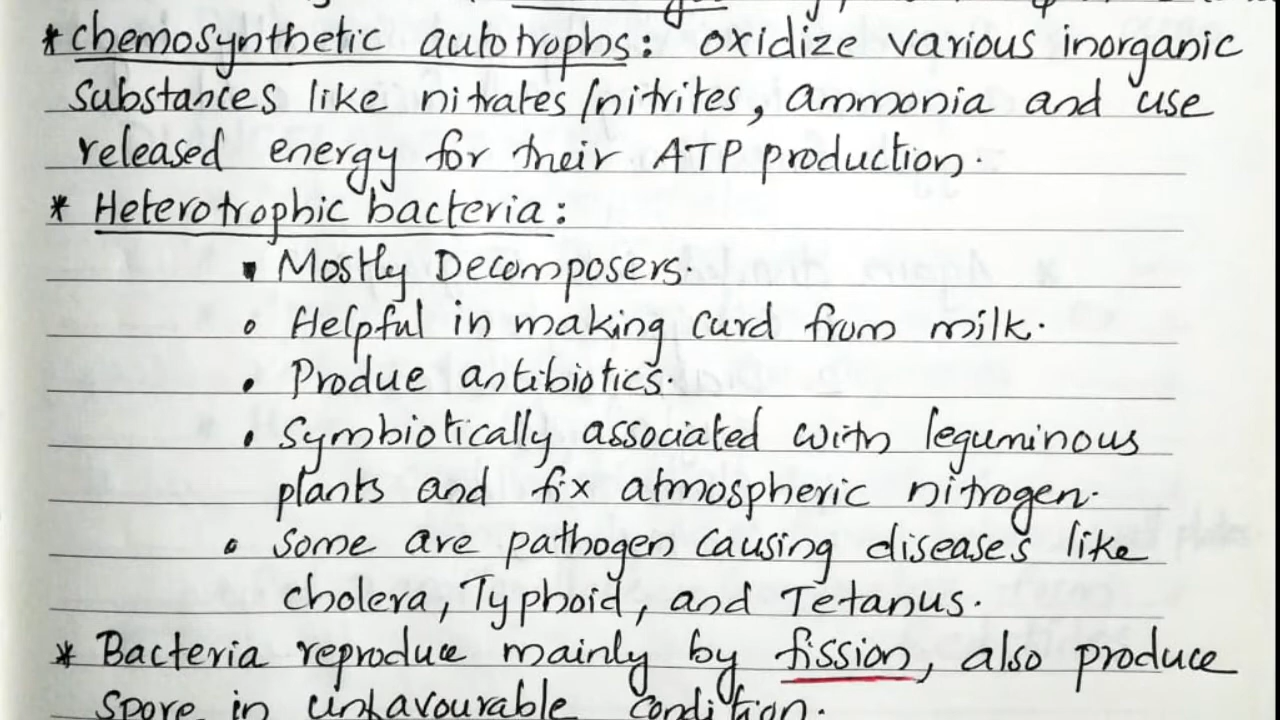 * Chemosynthetic autotrophs: oxidize various inorganic
substances like nitrates/nitrites, ammonia and use
released energy for their ATP production.
* Heterotrophic bacteria:
▪ Mostly Decomposers.
• Helpful in making curd from milk.
• Produe antibiotics.
• Symbiotically associated with leguminous
plants and fix atmospheric nitrogen.
• Some are pathogen causing diseases like
cholera, Typhoid, and Tetanus.
* Bacteria reproduce mainly by fission, also produce
spore in unfavourable condition.